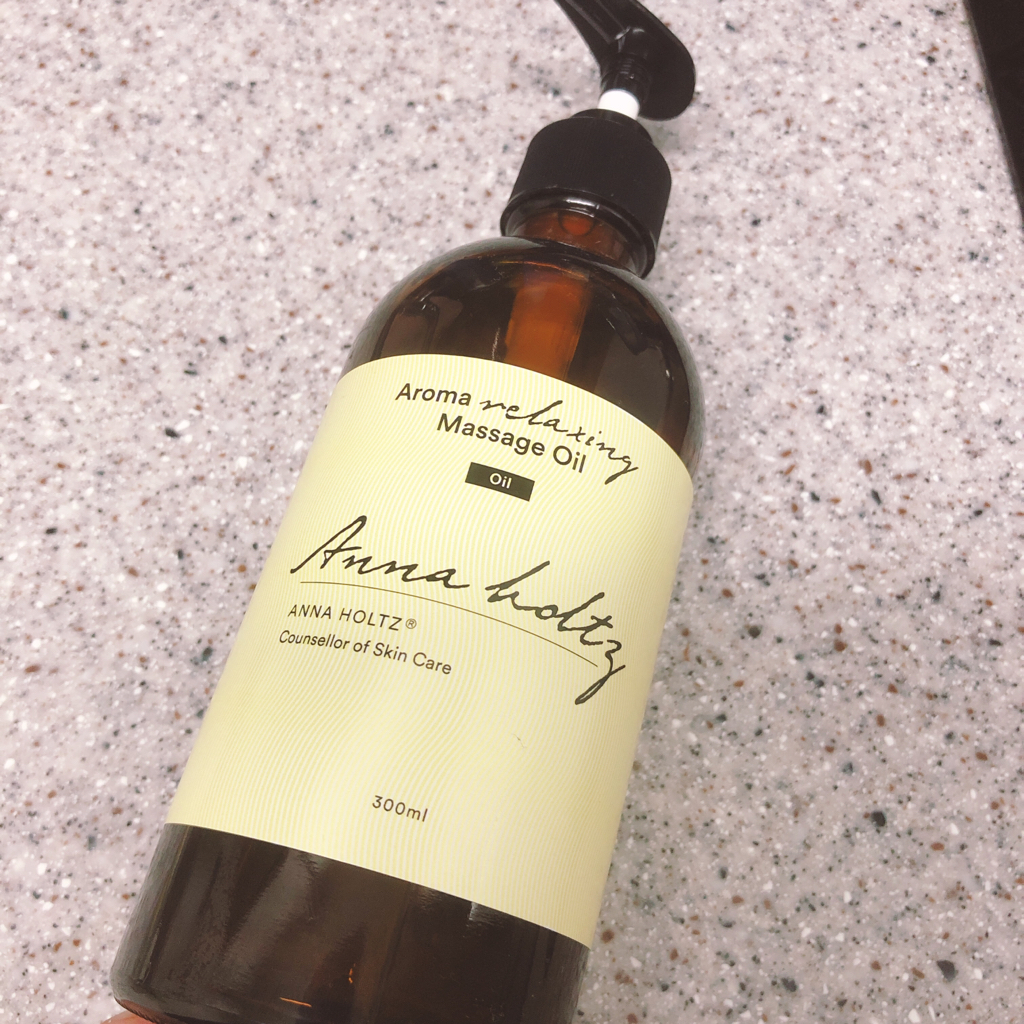 Aroma relaxing
Massage Oil
Oil
Anna holtz
ANNA HOLTZ®
Counsellor of Skin Care
300ml